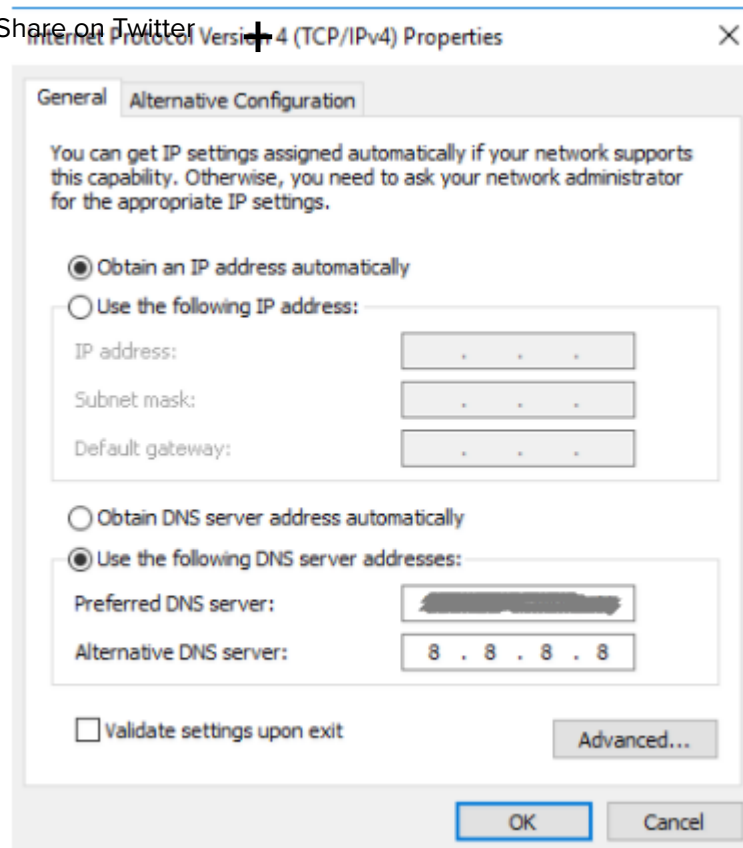 Share on Twitter
Internet Protocol Version 4 (TCP/IPv4) Properties
General
Alternative Configuration
You can get IP settings assigned automatically if your network supports
this capability. Otherwise, you need to ask your network administrator
for the appropriate IP settings.
Obtain an IP address automatically
Use the following IP address:
IP address: . . .
Subnet mask: . . .
Default gateway: . . .
Obtain DNS server address automatically
Use the following DNS server addresses:
Preferred DNS server:
Alternative DNS server: 8 . 8 . 8 . 8
Validate settings upon exit
Advanced...
OK
Cancel